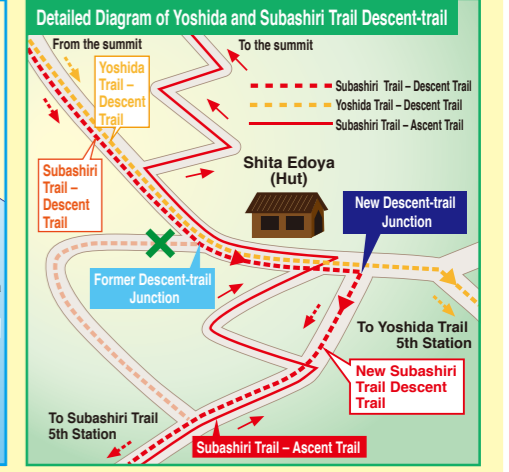 Detailed Diagram of Yoshida and Subashiri Trail Descent-trail
From the summit
To the summit
Yoshida
Trail –
Descent
Trail
Subashiri Trail – Descent Trail
Yoshida Trail – Descent Trail
Subashiri Trail – Ascent Trail
Subashiri
Trail –
Descent
Trail
Shita Edoya
(Hut)
New Descent-trail
Junction
Former Descent-trail
Junction
To Yoshida Trail
5th Station
New Subashiri
Trail Descent
Trail
To Subashiri Trail
5th Station
Subashiri Trail – Ascent Trail